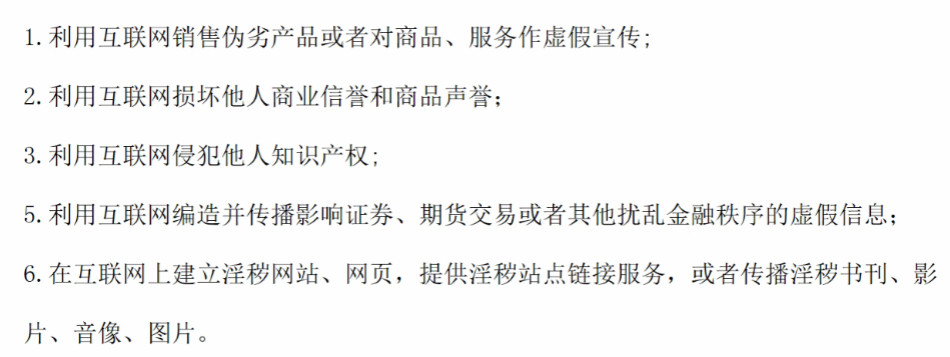 1.利用互联网销售伪劣产品或者对商品、服务作虚假宣传;
2.利用互联网损坏他人商业信誉和商品声誉;
3.利用互联网侵犯他人知识产权;
5.利用互联网编造并传播影响证券、期货交易或者其他扰乱金融秩序的虚假信息;
6.在互联网上建立淫秽网站、网页，提供淫秽站点链接服务，或者传播淫秽书刊、影
片、音像、图片。